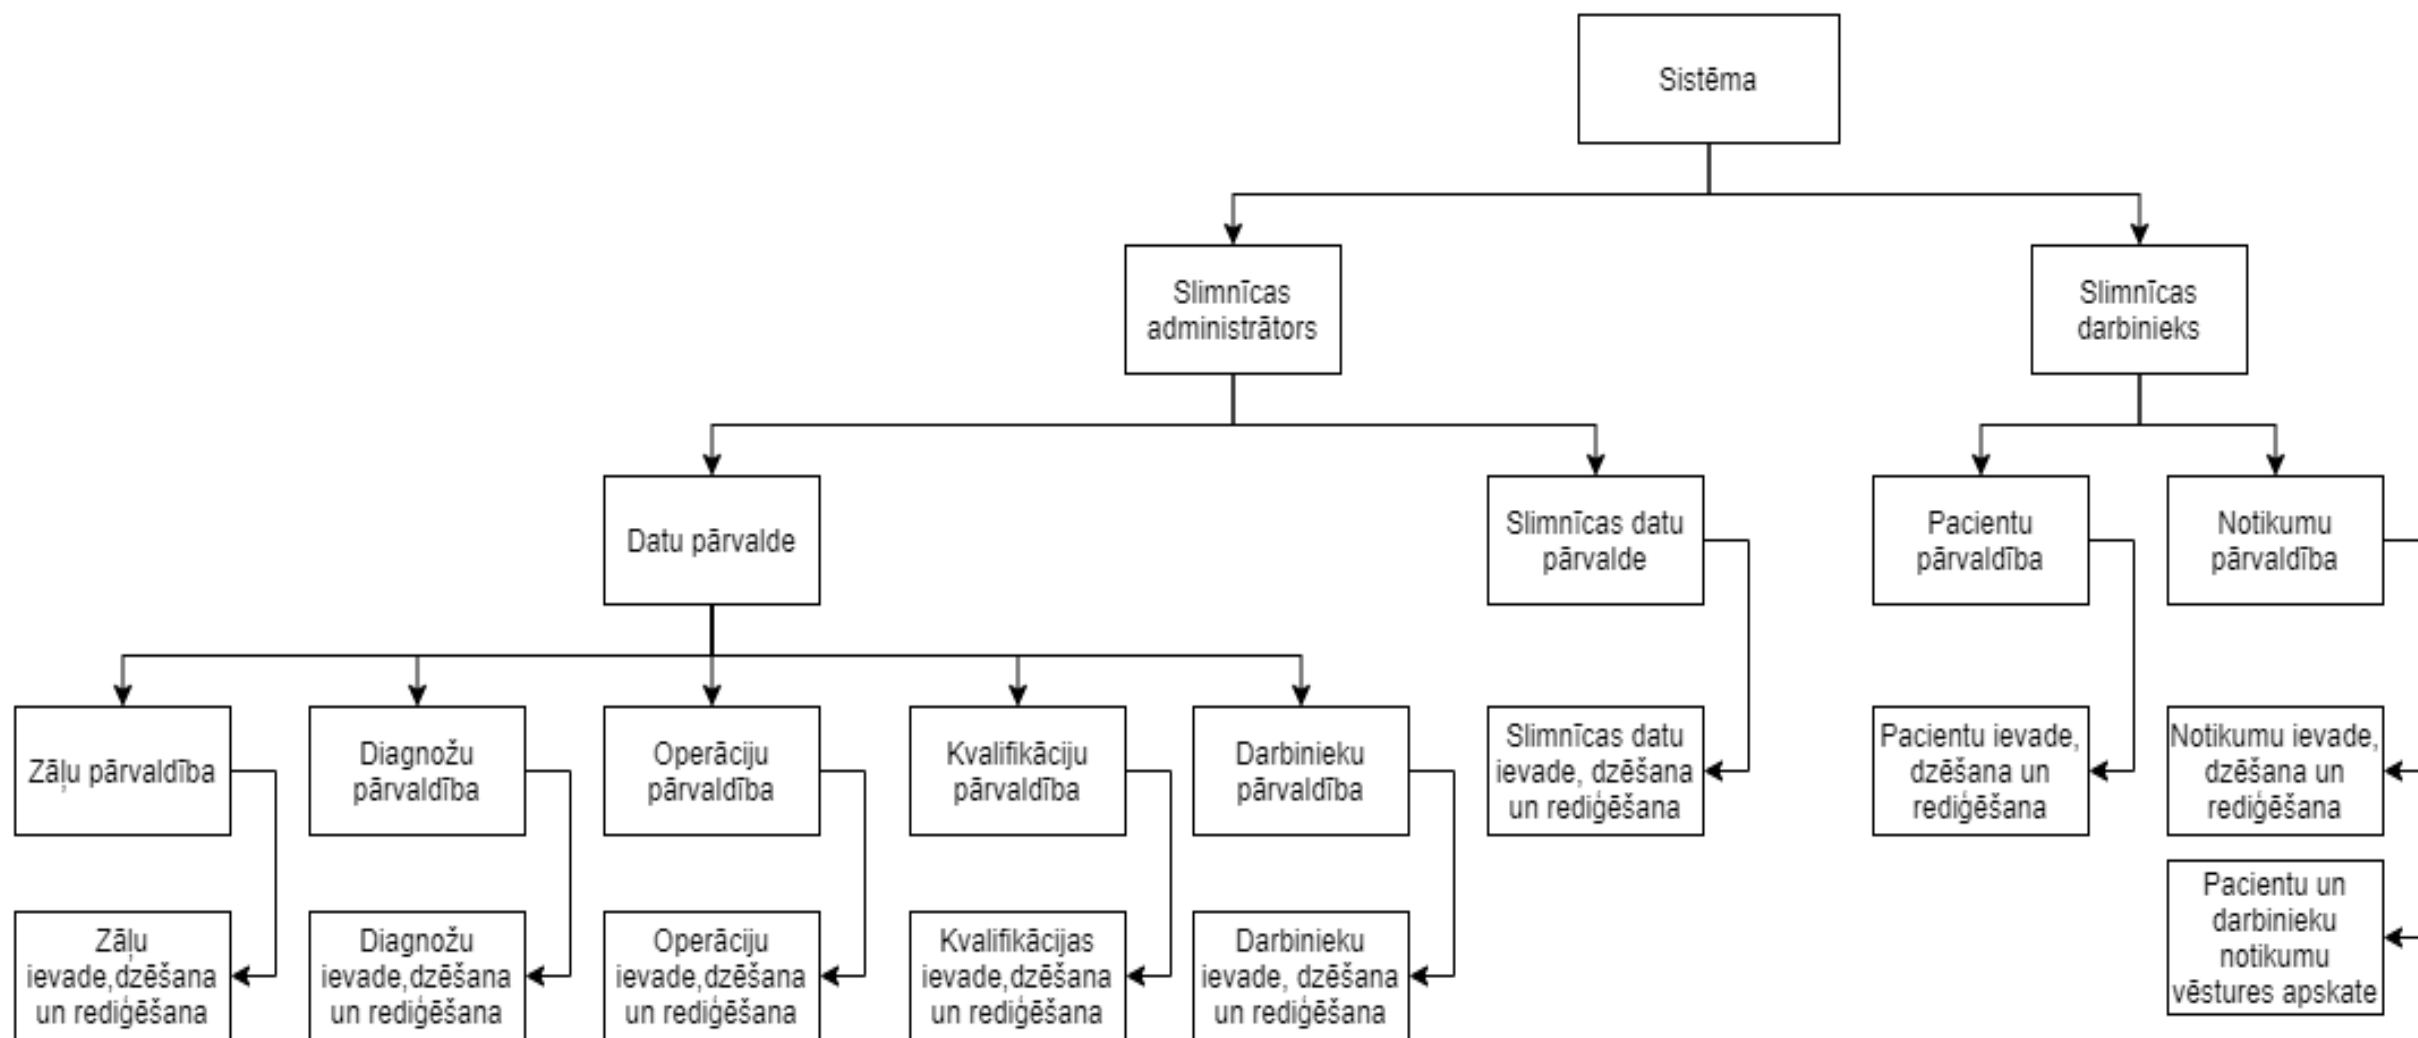 Sistēma
Slimnīcas
administrātors
Slimnīcas
darbinieks
Datu pārvalde
Slimnīcas datu
pārvalde
Pacientu
pārvaldība
Notikumu
pārvaldība
Zāļu pārvaldība
Diagnožu
pārvaldība
Operāciju
pārvaldība
Kvalifikāciju
pārvaldība
Darbinieku
pārvaldība
Slimnīcas datu
ievade, dzēšana
un rediģēšana
Pacientu ievade,
dzēšana un
rediģēšana
Notikumu ievade,
dzēšana un
rediģēšana
Zāļu
ievade,dzēšana
un rediģēšana
Diagnožu
ievade,dzēšana
un rediģēšana
Operāciju
ievade,dzēšana
un rediģēšana
Kvalifikācijas
ievade,dzēšana
un rediģēšana
Darbinieku
ievade, dzēšana
un rediģēšana
Pacientu un
darbinieku
notikumu
vēstures apskate